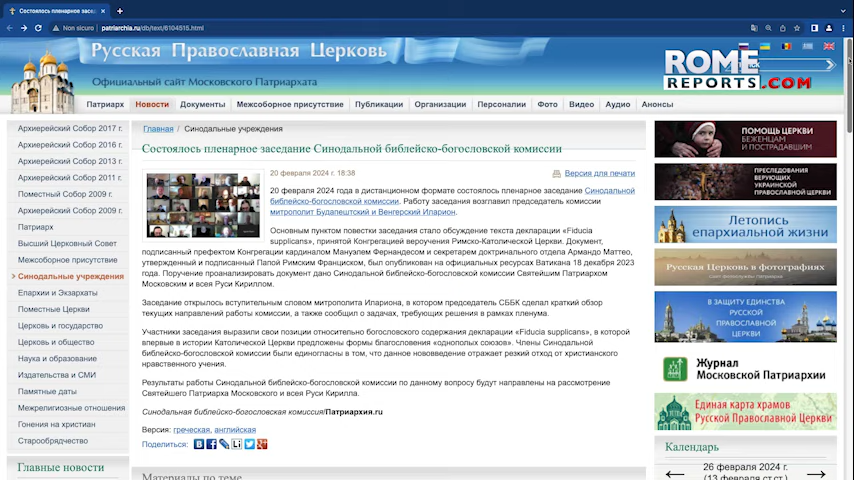 Состоялось пленарное засед
Non sicuro
patriarchia.ru/db/text/6104515.html
Русская Православная Церковь
Официальный сайт Московского Патриархата
ROME
REPORTS.COM
Патриарх Новости Документы Межсоборное присутствие Публикации Организации Персоналии Фото Видео Аудио Анонсы
Архиерейский Собор 2017 г.
Архиерейский Собор 2016 г.
Архиерейский Собор 2013 г.
Архиерейский Собор 2011 г.
Поместный Собор 2009 г.
Архиерейский Собор 2009 г.
Патриарх
Высший Церковный Совет
Межсоборное присутствие
Синодальные учреждения
Епархии и Экзархаты
Поместные Церкви
Церковь и государство
Церковь и общество
Наука и образование
Издательства и СМИ
Памятные даты
Межрелигиозные отношения
Гонения на христиан
Старообрядчество
Главные новости
Главная / Синодальные учреждения
Состоялось пленарное заседание Синодальной библейско-богословской комиссии
20 февраля 2024 г. 18:38
Версия для печати
20 февраля 2024 года в дистанционном формате состоялось пленарное заседание Синодальной
библейско-богословской комиссии. Работу заседания возглавил председатель комиссии
митрополит Будапештский и Венгерский Иларион.
Основным пунктом повестки заседания стало обсуждение текста декларации «Fiducia
supplicans», принятой Конгрегацией вероучения Римско-Католической Церкви. Документ,
подписанный префектом Конгрегации кардиналом Мануэлем Фернандесом и секретарем доктринального отдела Армандо Маттео,
утвержденный и подписанный Папой Римским Франциском, был опубликован на официальных ресурсах Ватикана 18 декабря 2023
года. Поручение проанализировать документ дано Синодальной библейско-богословской комиссии Святейшим Патриархом
Московским и всея Руси Кириллом.
Заседание открылось вступительным словом митрополита Илариона, в котором председатель СББК сделал краткий обзор
текущих направлений работы комиссии, а также сообщил о задачах, требующих решения в рамках пленума.
Участники заседания выразили свои позиции относительно богословского содержания декларации «Fiducia supplicans», в которой
впервые в истории Католической Церкви предложены формы благословения «однополых союзов». Члены Синодальной
библейско-богословской комиссии были единогласны в том, что данное нововведение отражает резкий отход от христианского
нравственного учения.
Результаты работы Синодальной библейско-богословской комиссии по данному вопросу будут направлены на рассмотрение
Святейшего Патриарха Московского и всея Руси Кирилла.
Синодальная библейско-богословская комиссия/Патриархия.ru
Версия: греческая, английская
Поделиться:
Материалы по теме
ПОМОЩЬ ЦЕРКВИ
БЕЖЕНЦАМ
И ПОСТРАДАВШИМ
ПРЕСЛЕДОВАНИЯ
ВЕРУЮЩИХ
УКРАИНСКОЙ
ПРАВОСЛАВНОЙ ЦЕРКВИ
Летопись
епархиальной жизни
Русская Церковь в фотографиях
В ЗАЩИТУ ЕДИНСТВА
РУССКОЙ
ПРАВОСЛАВНОЙ
ЦЕРКВИ
Журнал
Московской Патриархии
Единая карта храмов
Русской Православной Церкви
Календарь
26 февраля 2024 г.
(13 февраля ст.ст.)